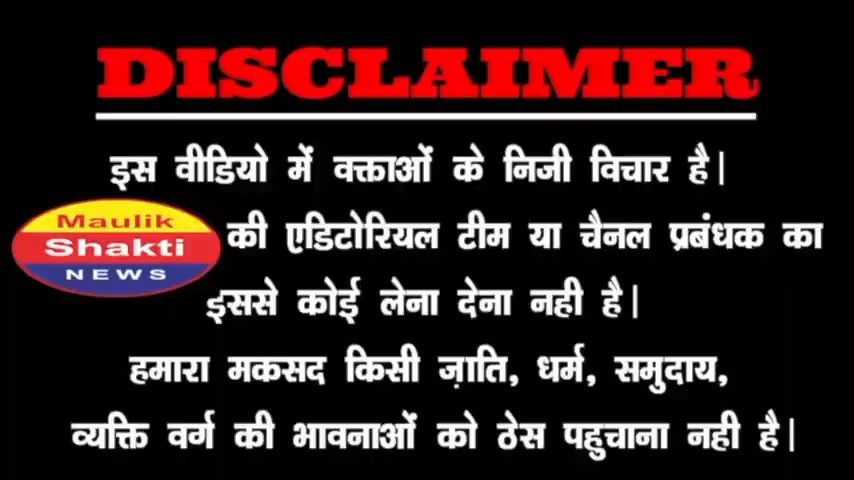 DISCLAIMER
इस वीडियो में वक्ताओं के निजी विचार है|
Maulik
Shakti
NEWS
की एडिटोरियल टीम या चैनल प्रबंधक का
इससे कोई लेना देना नही है|
हमारा मकसद किसी ज़ाति, धर्म, समुदाय,
व्यक्ति वर्ग की भावनाओं को ठेस पहुचाना नही है|